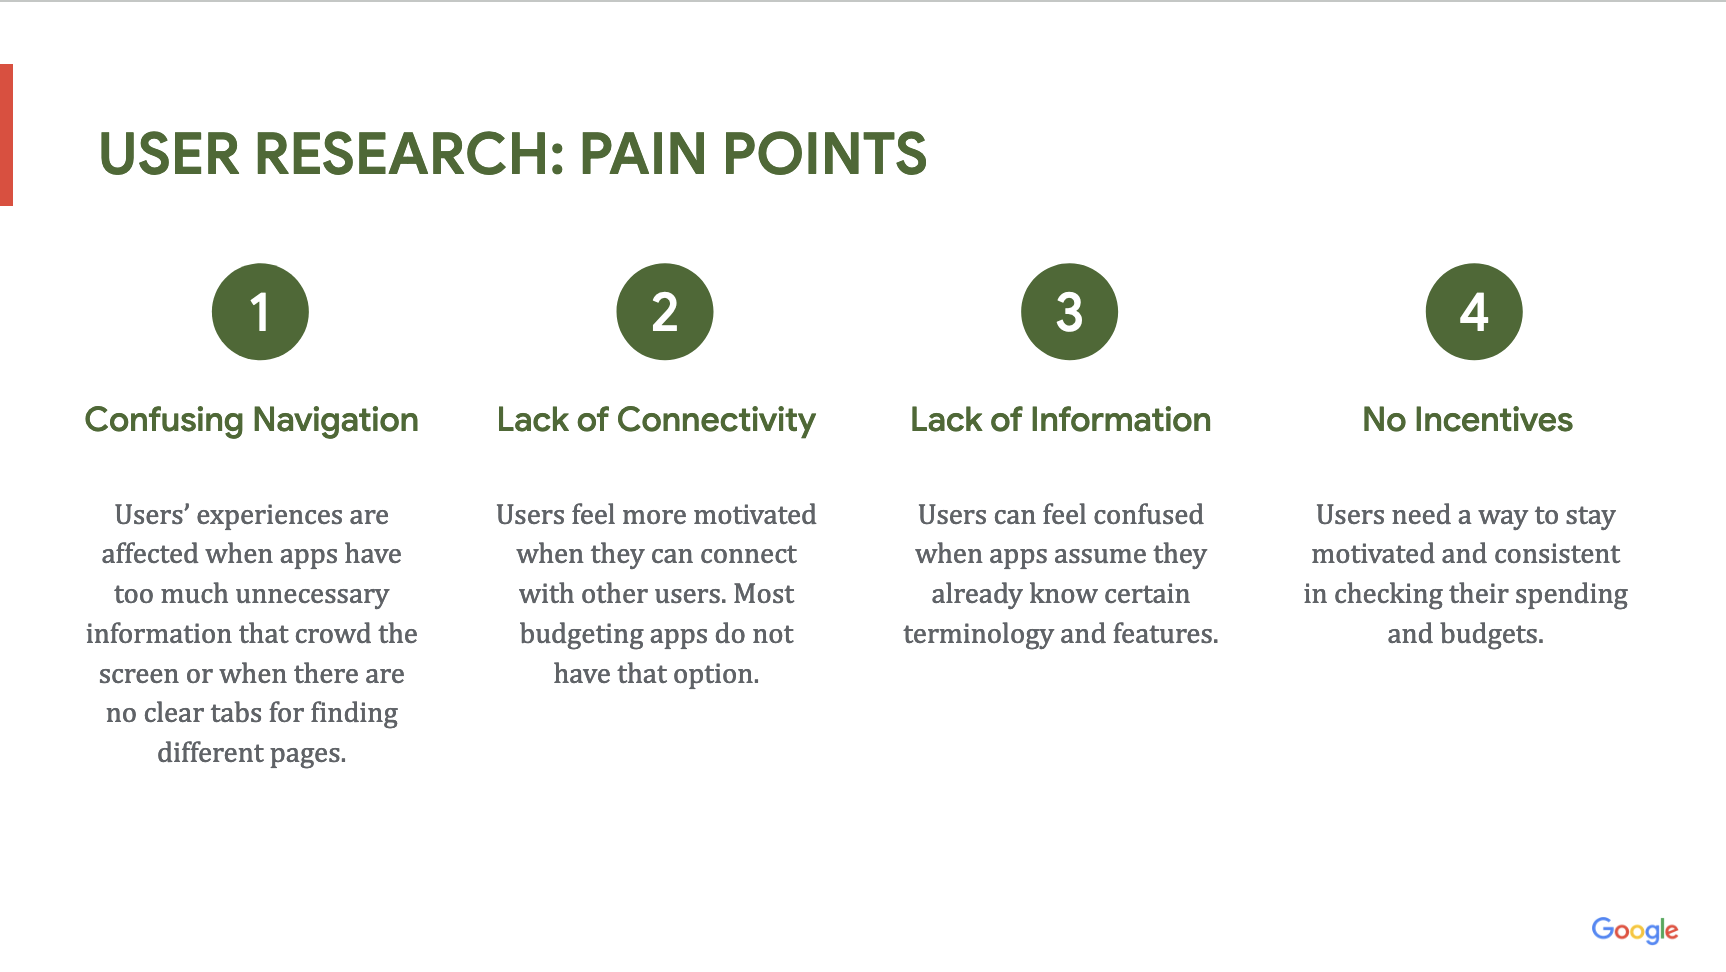 USER RESEARCH: PAIN POINTS
1
Confusing Navigation
Users’ experiences are
affected when apps have
too much unnecessary
information that crowd the
screen or when there are
no clear tabs for finding
different pages.
2
Lack of Connectivity
Users feel more motivated
when they can connect
with other users. Most
budgeting apps do not
have that option.
3
Lack of Information
Users can feel confused
when apps assume they
already know certain
terminology and features.
4
No Incentives
Users need a way to stay
motivated and consistent
in checking their spending
and budgets.
Google